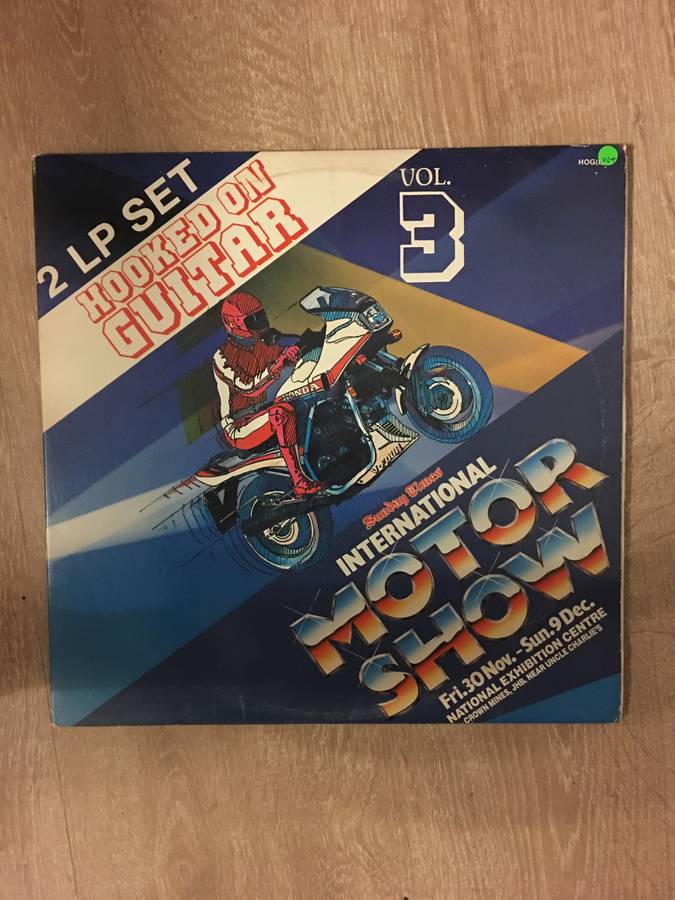 2 LP SET
HOOKED ON
GUITAR
VOL.
3
HONDA
Sunday Times
INTERNATIONAL
MOTOR
SHOW
Fri. 30 Nov. - Sun. 9 Dec.
NATIONAL EXHIBITION CENTRE
CROWN MINES, JHB. NEAR UNCLE CHARLIE'S